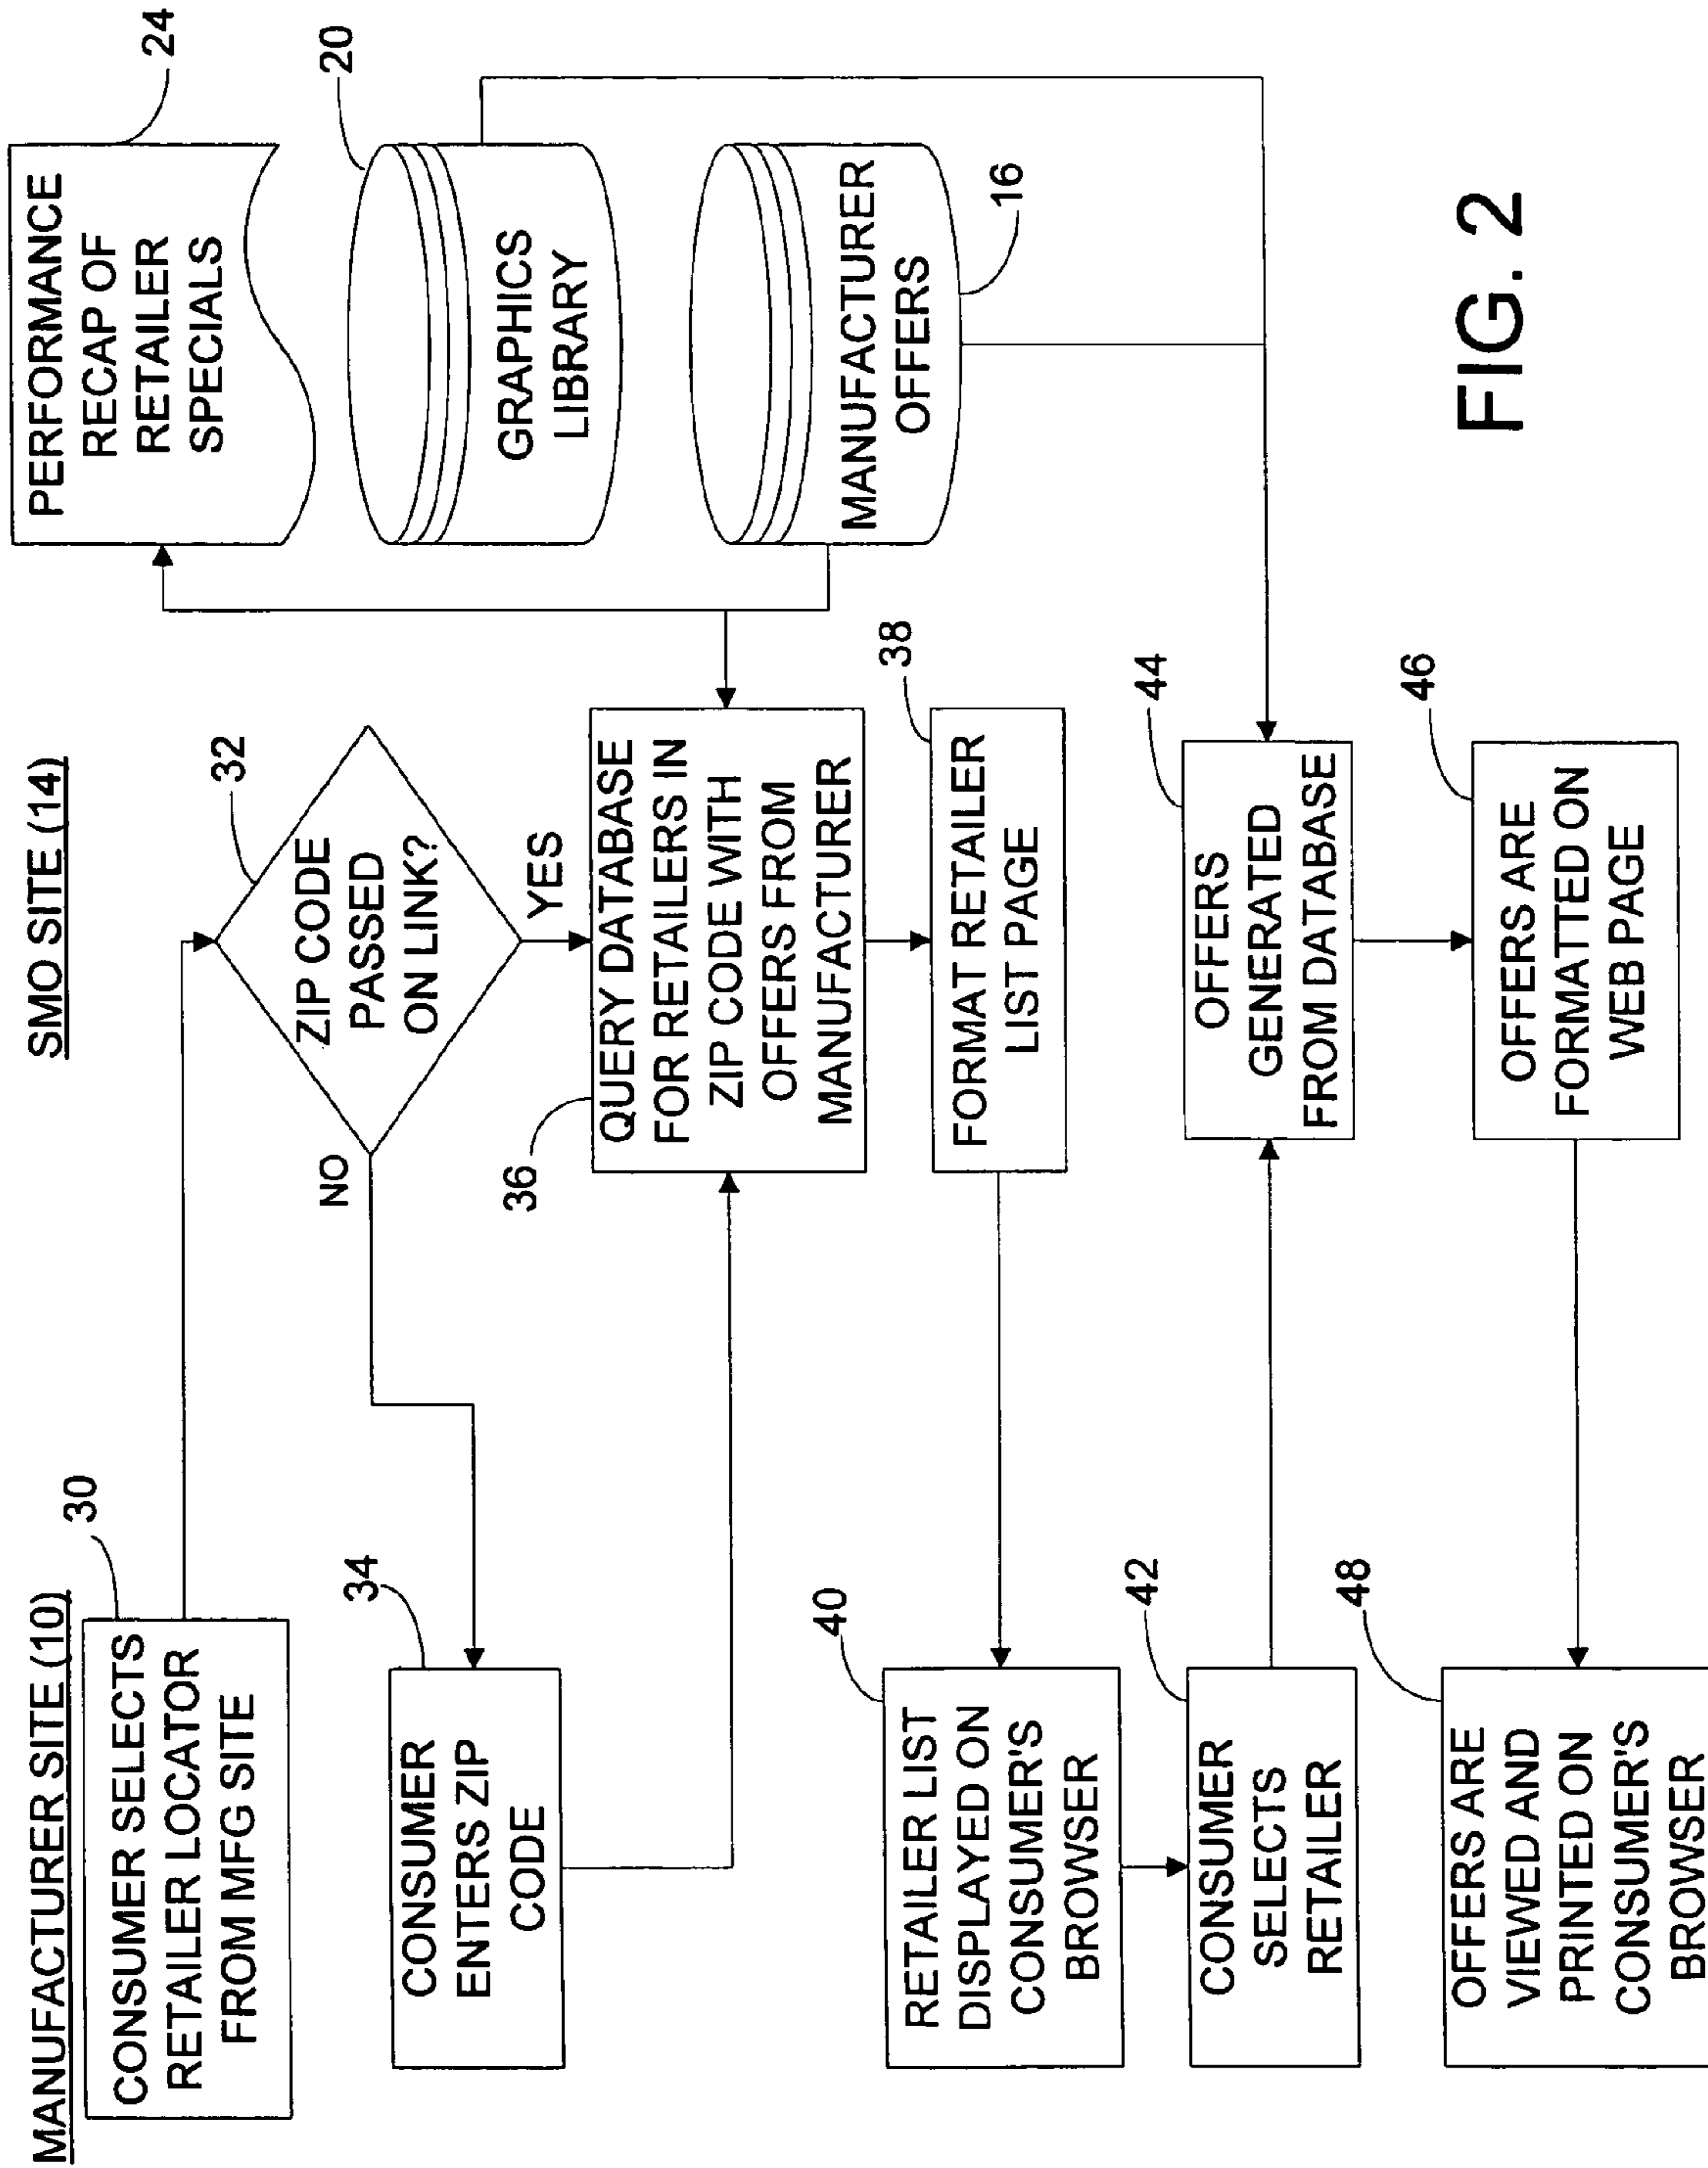 MANUFACTURER SITE (10)
SMO SITE (14)
30
CONSUMER SELECTS
RETAILER LOCATOR
FROM MFG SITE
32
ZIP CODE
PASSED
ON LINK?
NO
YES
34
CONSUMER
ENTERS ZIP
CODE
36
QUERY DATABASE
FOR RETAILERS IN
ZIP CODE WITH
OFFERS FROM
MANUFACTURER
24
PERFORMANCE
RECAP OF
RETAILER
SPECIALS
20
GRAPHICS
LIBRARY
MANUFACTURER
OFFERS
16
38
FORMAT RETAILER
LIST PAGE
40
RETAILER LIST
DISPLAYED ON
CONSUMER'S
BROWSER
42
CONSUMER
SELECTS
RETAILER
44
OFFERS
GENERATED
FROM DATABASE
46
OFFERS ARE
FORMATTED ON
WEB PAGE
48
OFFERS ARE
VIEWED AND
PRINTED ON
CONSUMER'S
BROWSER
FIG. 2